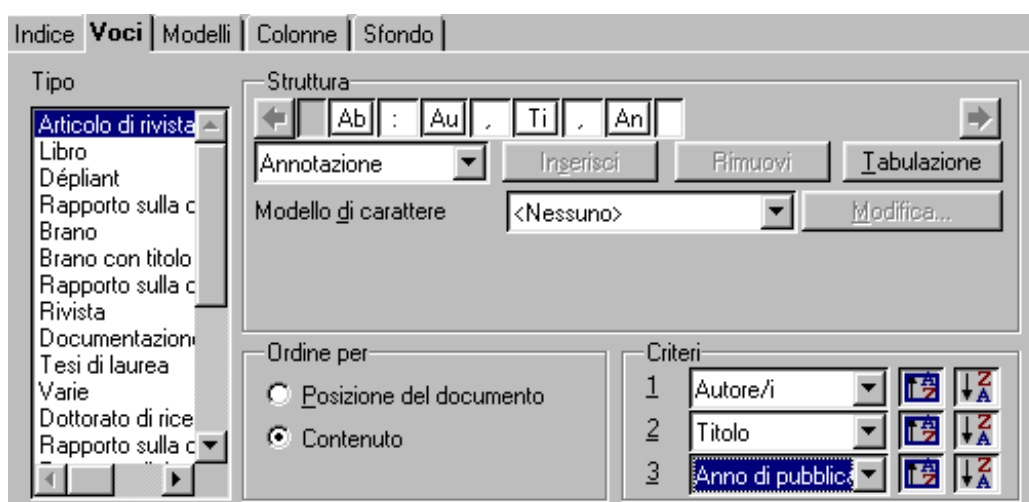 Indice Voci Modelli Colonne Sfondo
Tipo
Articolo di rivista
Libro
Dépliant
Rapporto sulla c
Brano
Brano con titolo
Rapporto sulla c
Rivista
Documentazion
Tesi di laurea
Varie
Dottorato di rice
Rapporto sulla c
Struttura
Ab : Au , Ti , An
Annotazione Inserisci Rimuovi Tabulazione
Modello di carattere <Nessuno> Modifica...
Ordine per
Posizione del documento
Contenuto
Criteri
1 Autore/i
2 Titolo
3 Anno di pubblica